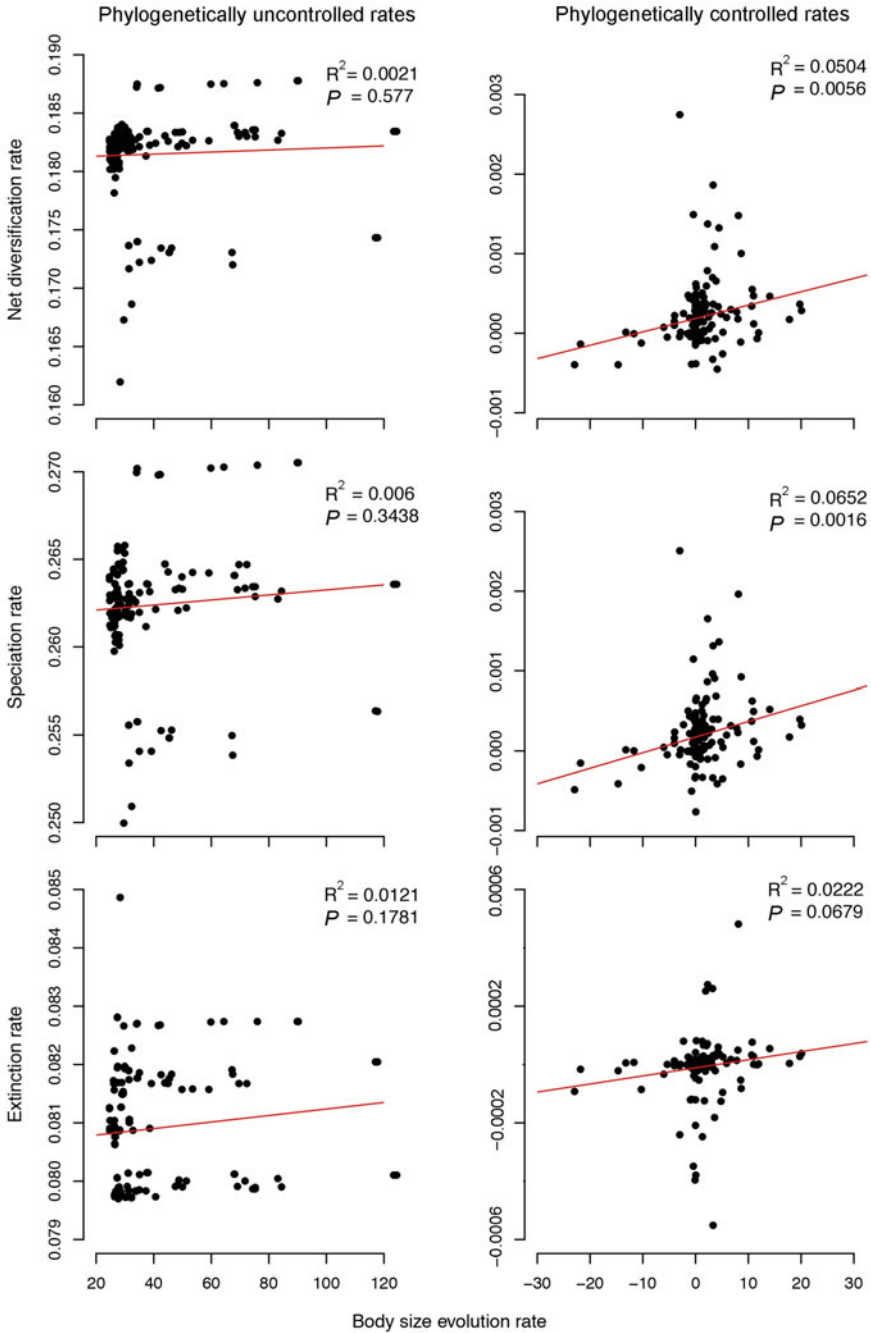 Phylogenetically uncontrolled rates
Phylogenetically controlled rates
Net diversification rate
0.190
0.185
0.180
0.175
0.170
0.165
0.160
R² = 0.0021
P = 0.577
0.003
0.002
0.001
0.000
−0.001
R² = 0.0504
P = 0.0056
Speciation rate
0.270
0.265
0.260
0.255
0.250
R² = 0.006
P = 0.3438
0.003
0.002
0.001
0.000
−0.001
R² = 0.0652
P = 0.0016
Extinction rate
0.085
0.084
0.083
0.082
0.081
0.080
0.079
R² = 0.0121
P = 0.1781
20 40 60 80 100 120
0.0006
0.0002
−0.0002
−0.0006
R² = 0.0222
P = 0.0679
−30 −20 −10 0 10 20 30
Body size evolution rate